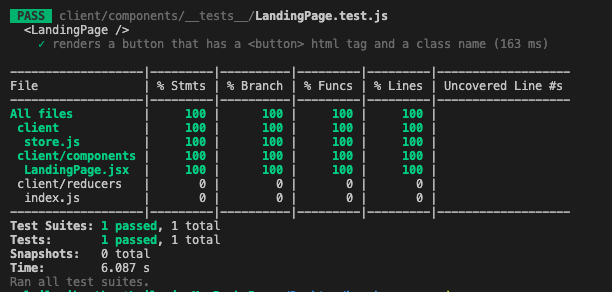 PASS client/components/__tests__/LandingPage.test.js
<LandingPage />
✓ renders a button that has a <button> html tag and a class name (163 ms)
File | % Stmts | % Branch | % Funcs | % Lines | Uncovered Line #s
All files | 100 | 100 | 100 | 100 |
client | 100 | 100 | 100 | 100 |
store.js | 100 | 100 | 100 | 100 |
client/components | 100 | 100 | 100 | 100 |
LandingPage.jsx | 100 | 100 | 100 | 100 |
client/reducers | 0 | 0 | 0 | 0 |
index.js | 0 | 0 | 0 | 0 |
Test Suites: 1 passed, 1 total
Tests: 1 passed, 1 total
Snapshots: 0 total
Time: 6.087 s
Ran all test suites.